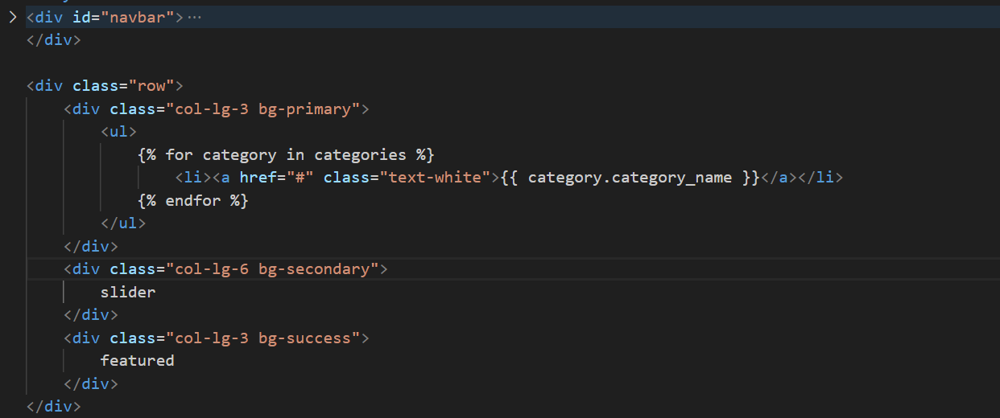 <div id="navbar">...
</div>
<div class="row">
<div class="col-lg-3 bg-primary">
<ul>
{% for category in categories %}
<li><a href="#" class="text-white">{{ category.category_name }}</a></li>
{% endfor %}
</ul>
</div>
<div class="col-lg-6 bg-secondary">
slider
</div>
<div class="col-lg-3 bg-success">
featured
</div>
</div>